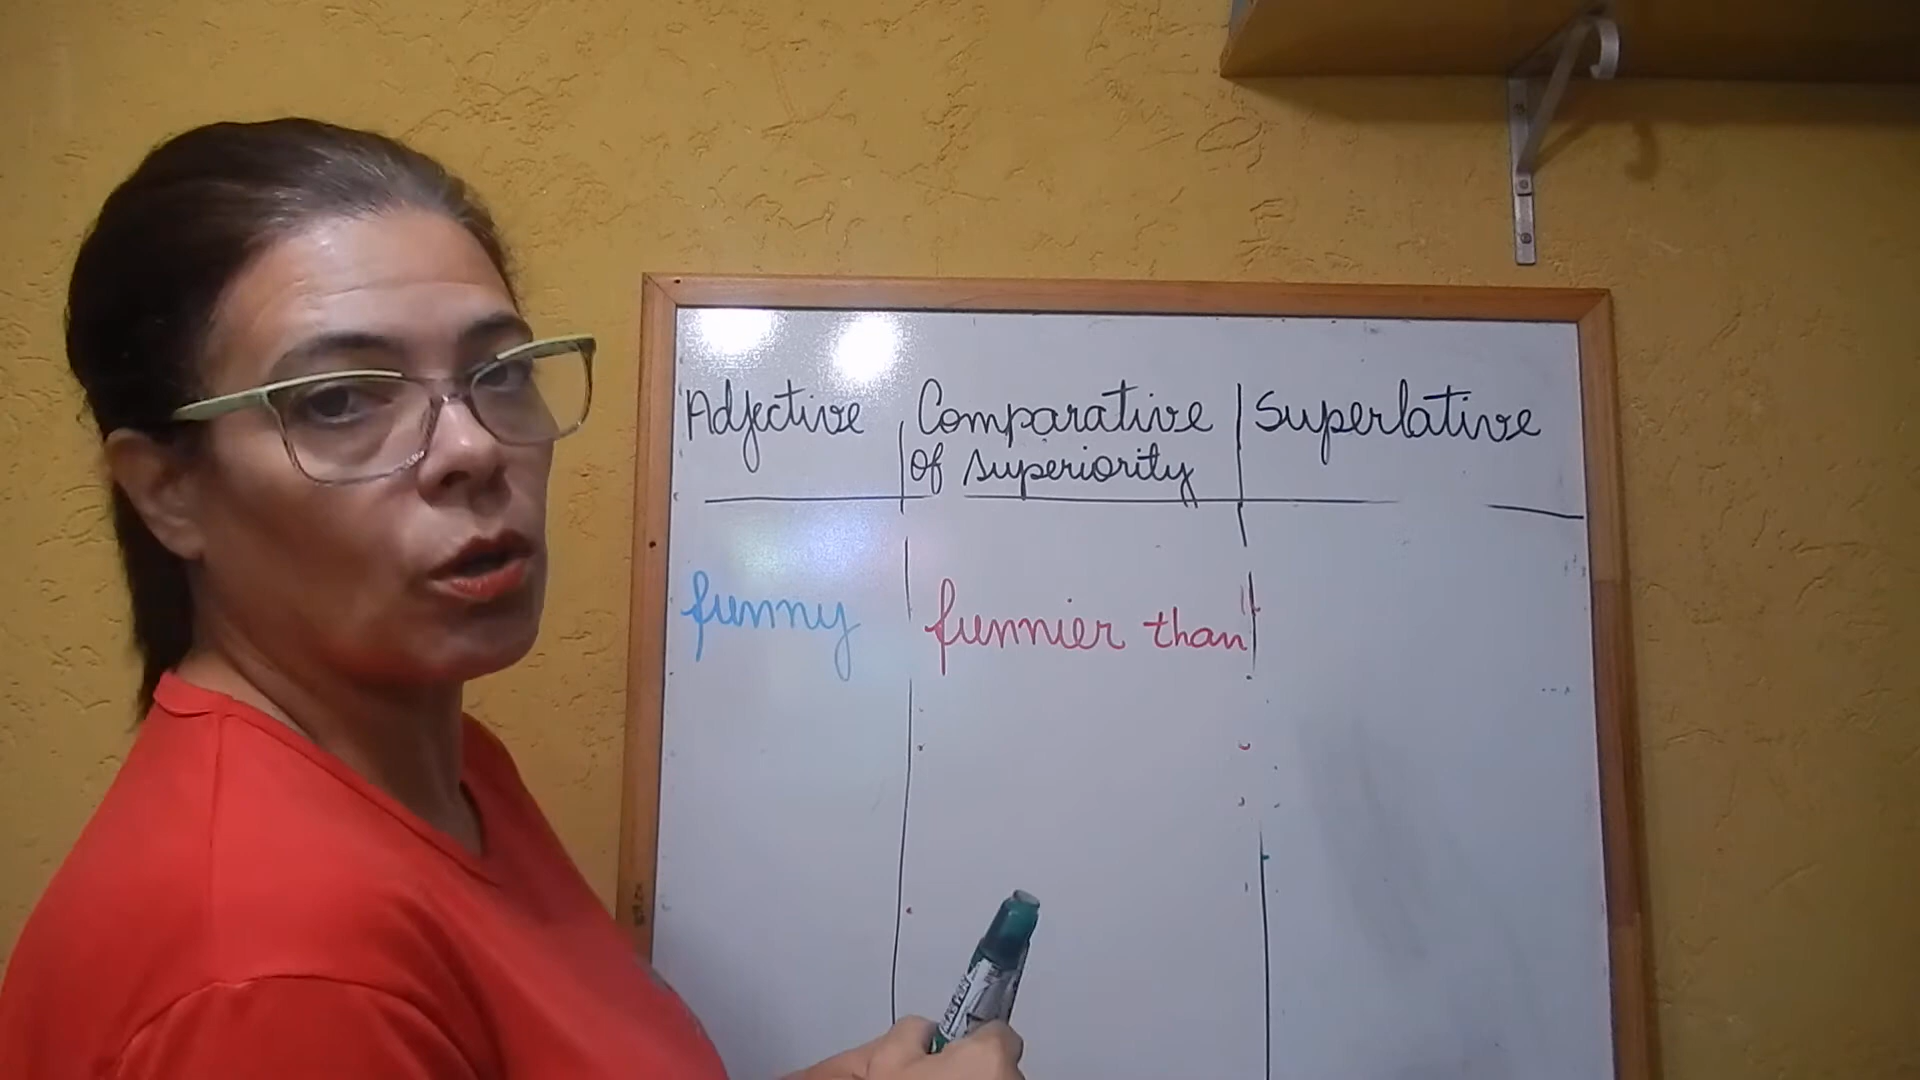 Adjective
Comparative
of superiority
Superlative
funny
funnier than